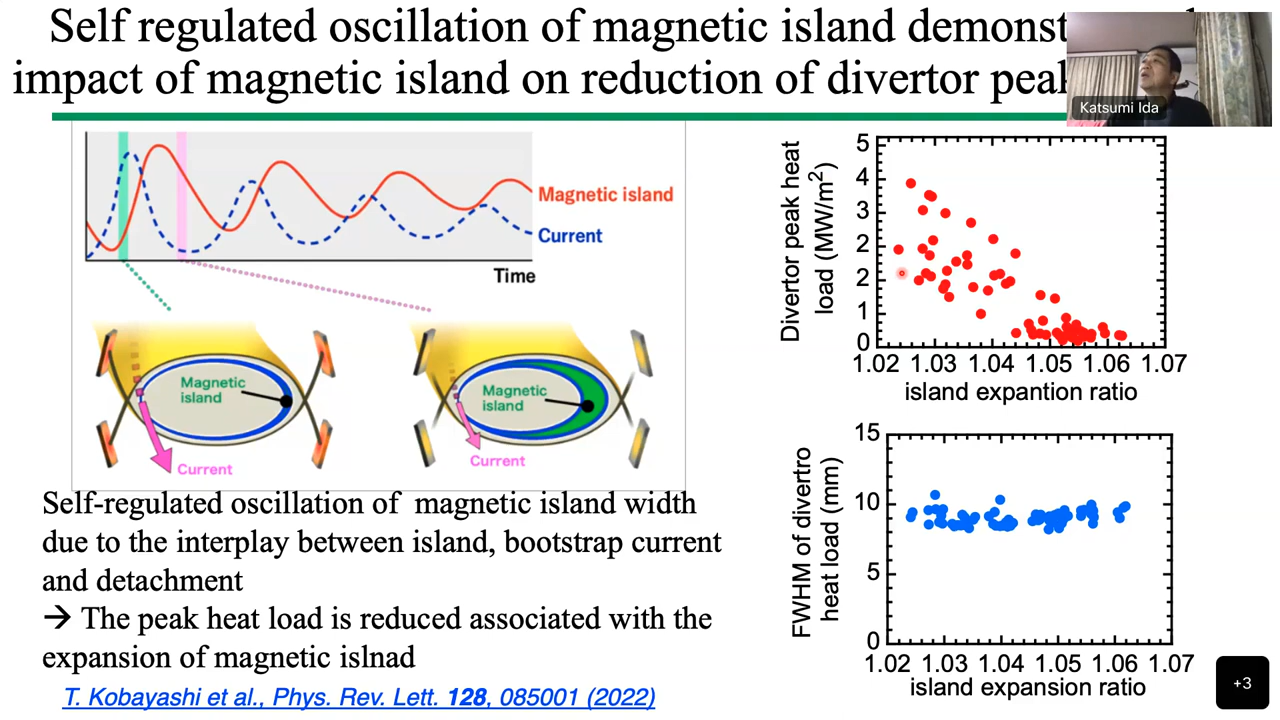 Self regulated oscillation of magnetic island demonst
impact of magnetic island on reduction of divertor peak
Katsumi Ida
Magnetic island
Current
Time
Magnetic
island
Current
Magnetic
island
Current
Self-regulated oscillation of magnetic island width
due to the interplay between island, bootstrap current
and detachment
→ The peak heat load is reduced associated with the
expansion of magnetic islnad
T. Kobayashi et al., Phys. Rev. Lett. 128, 085001 (2022)
Divertor peak heat
load (MW/m²)
5
4
3
2
2
1
0
1.02 1.03 1.04 1.05 1.06 1.07
island expantion ratio
FWHM of divertro
heat load (mm)
15
10
5
0
1.02 1.03 1.04 1.05 1.06 1.07
island expansion ratio
+3